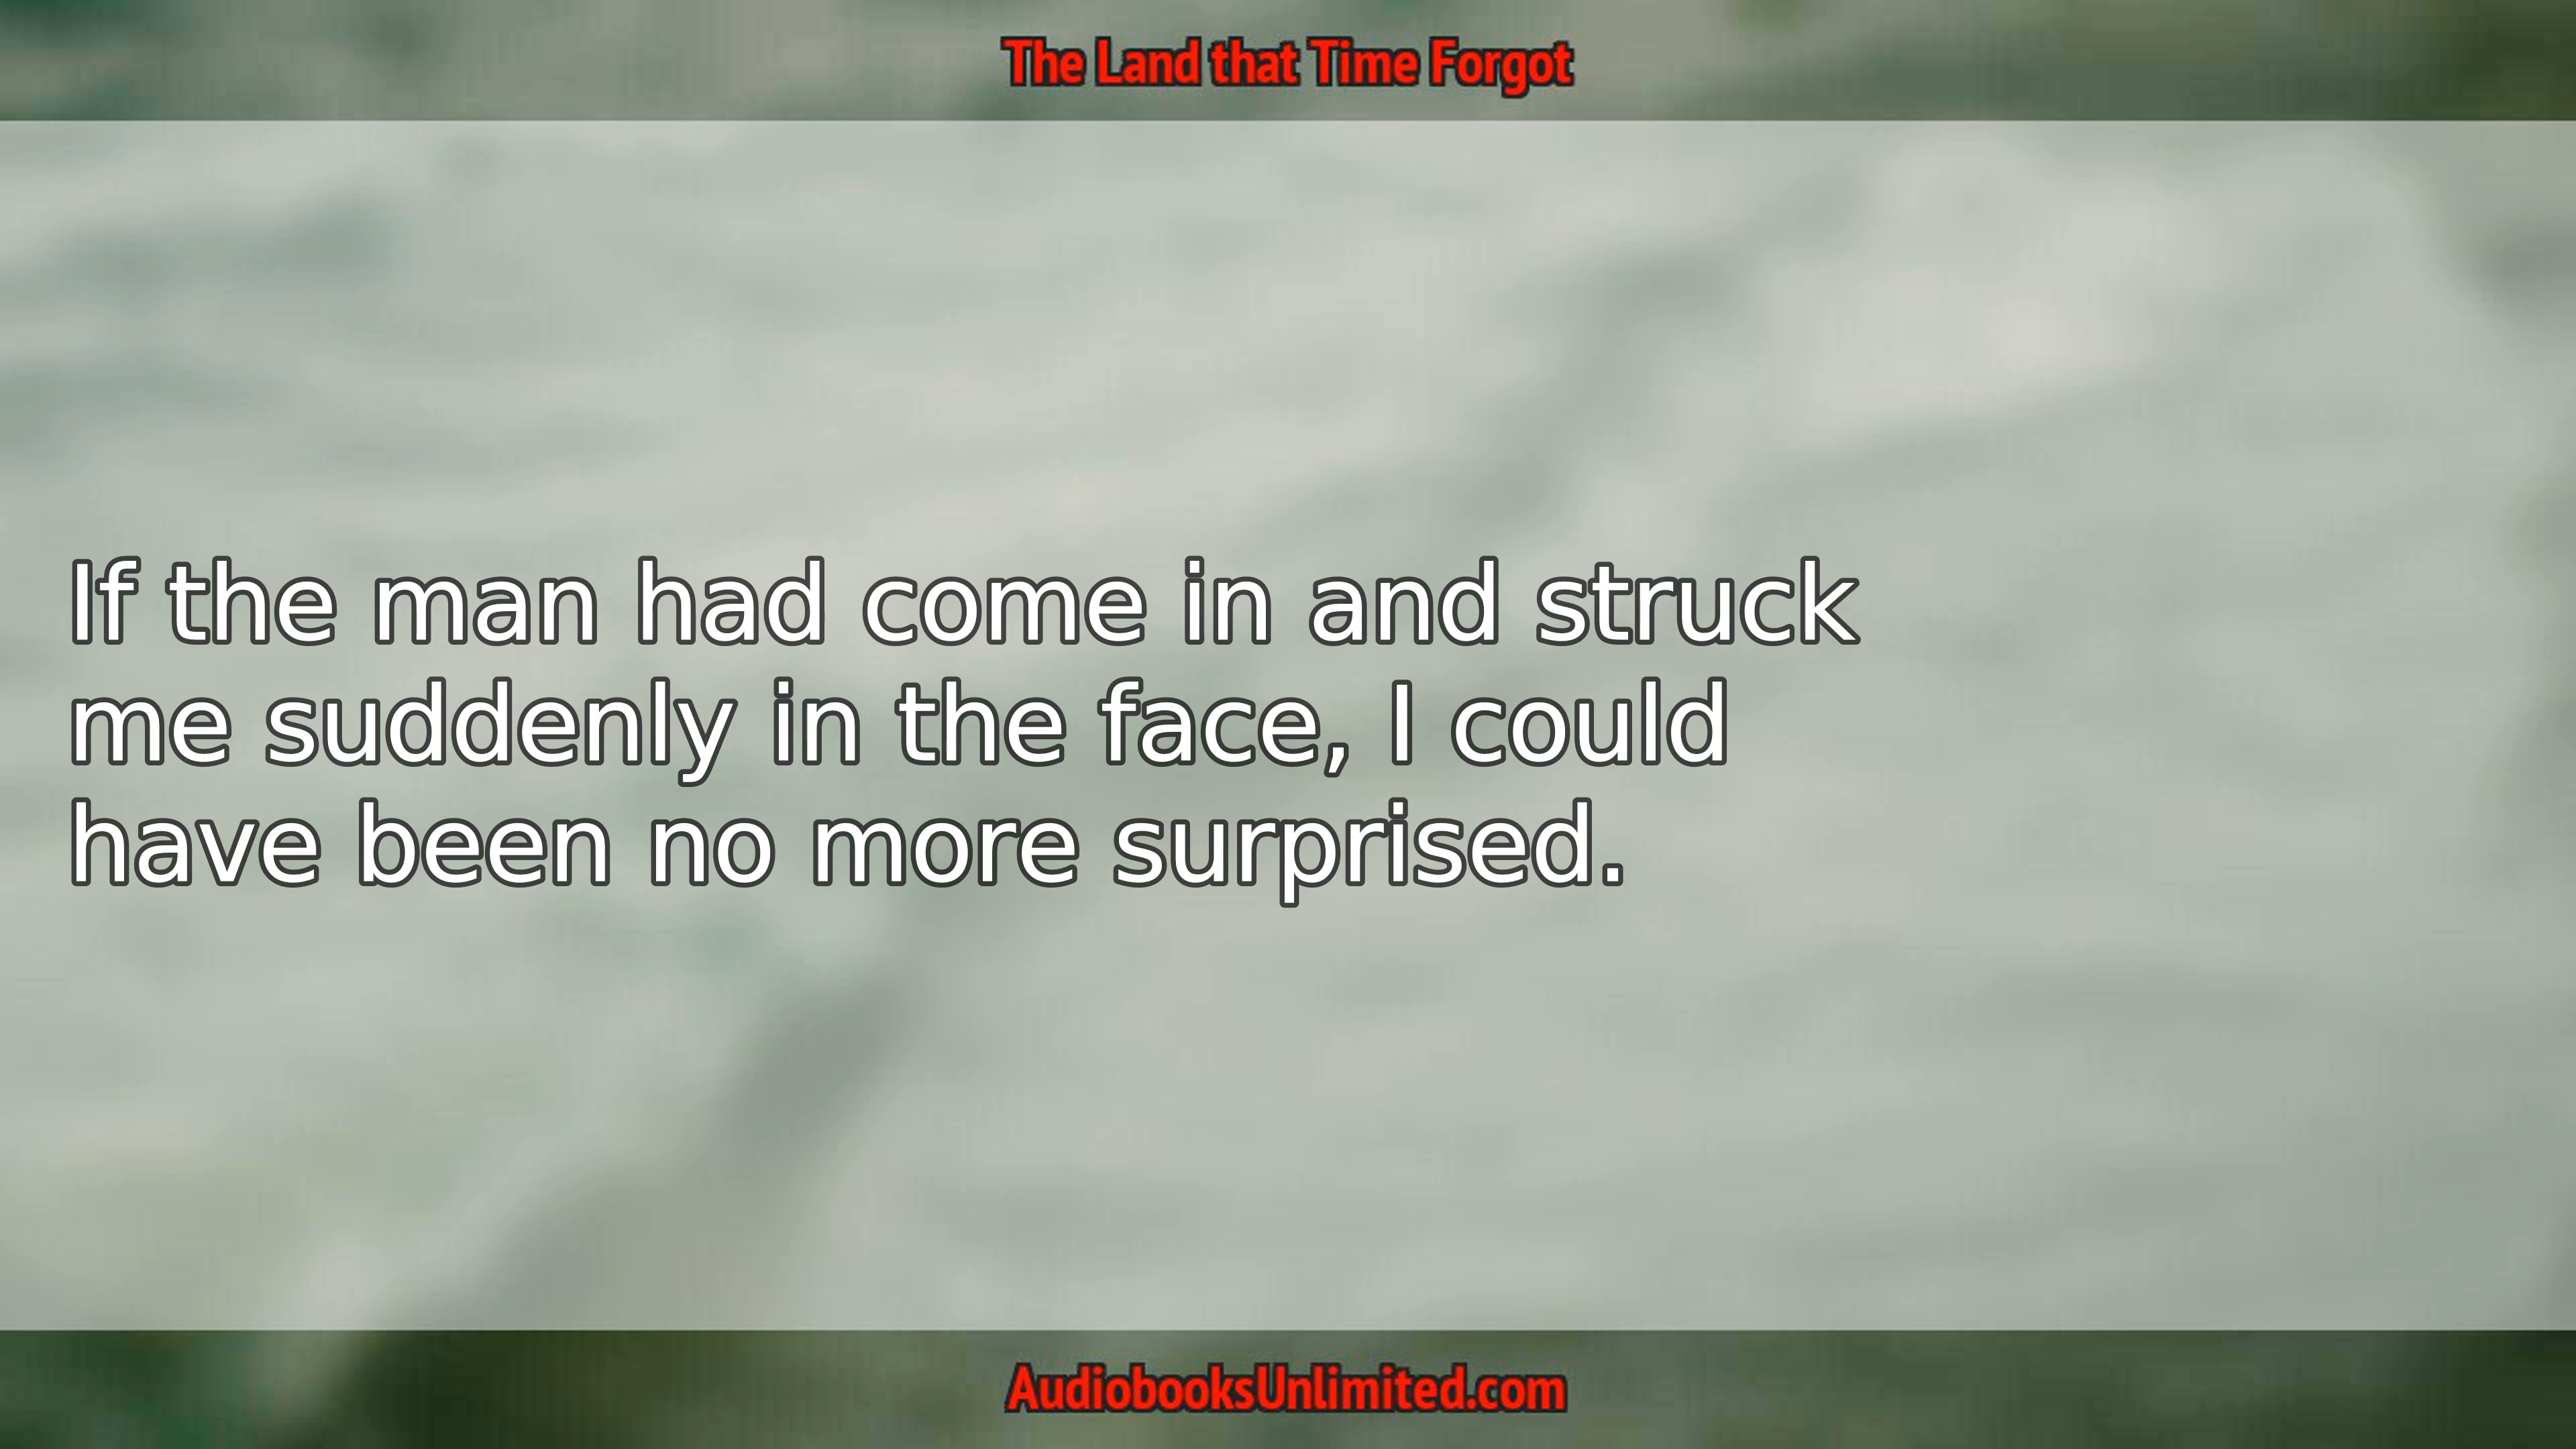 The Land that Time Forgot
If the man had come in and struck
me suddenly in the face, I could
have been no more surprised.
AudiobooksUnlimited.com